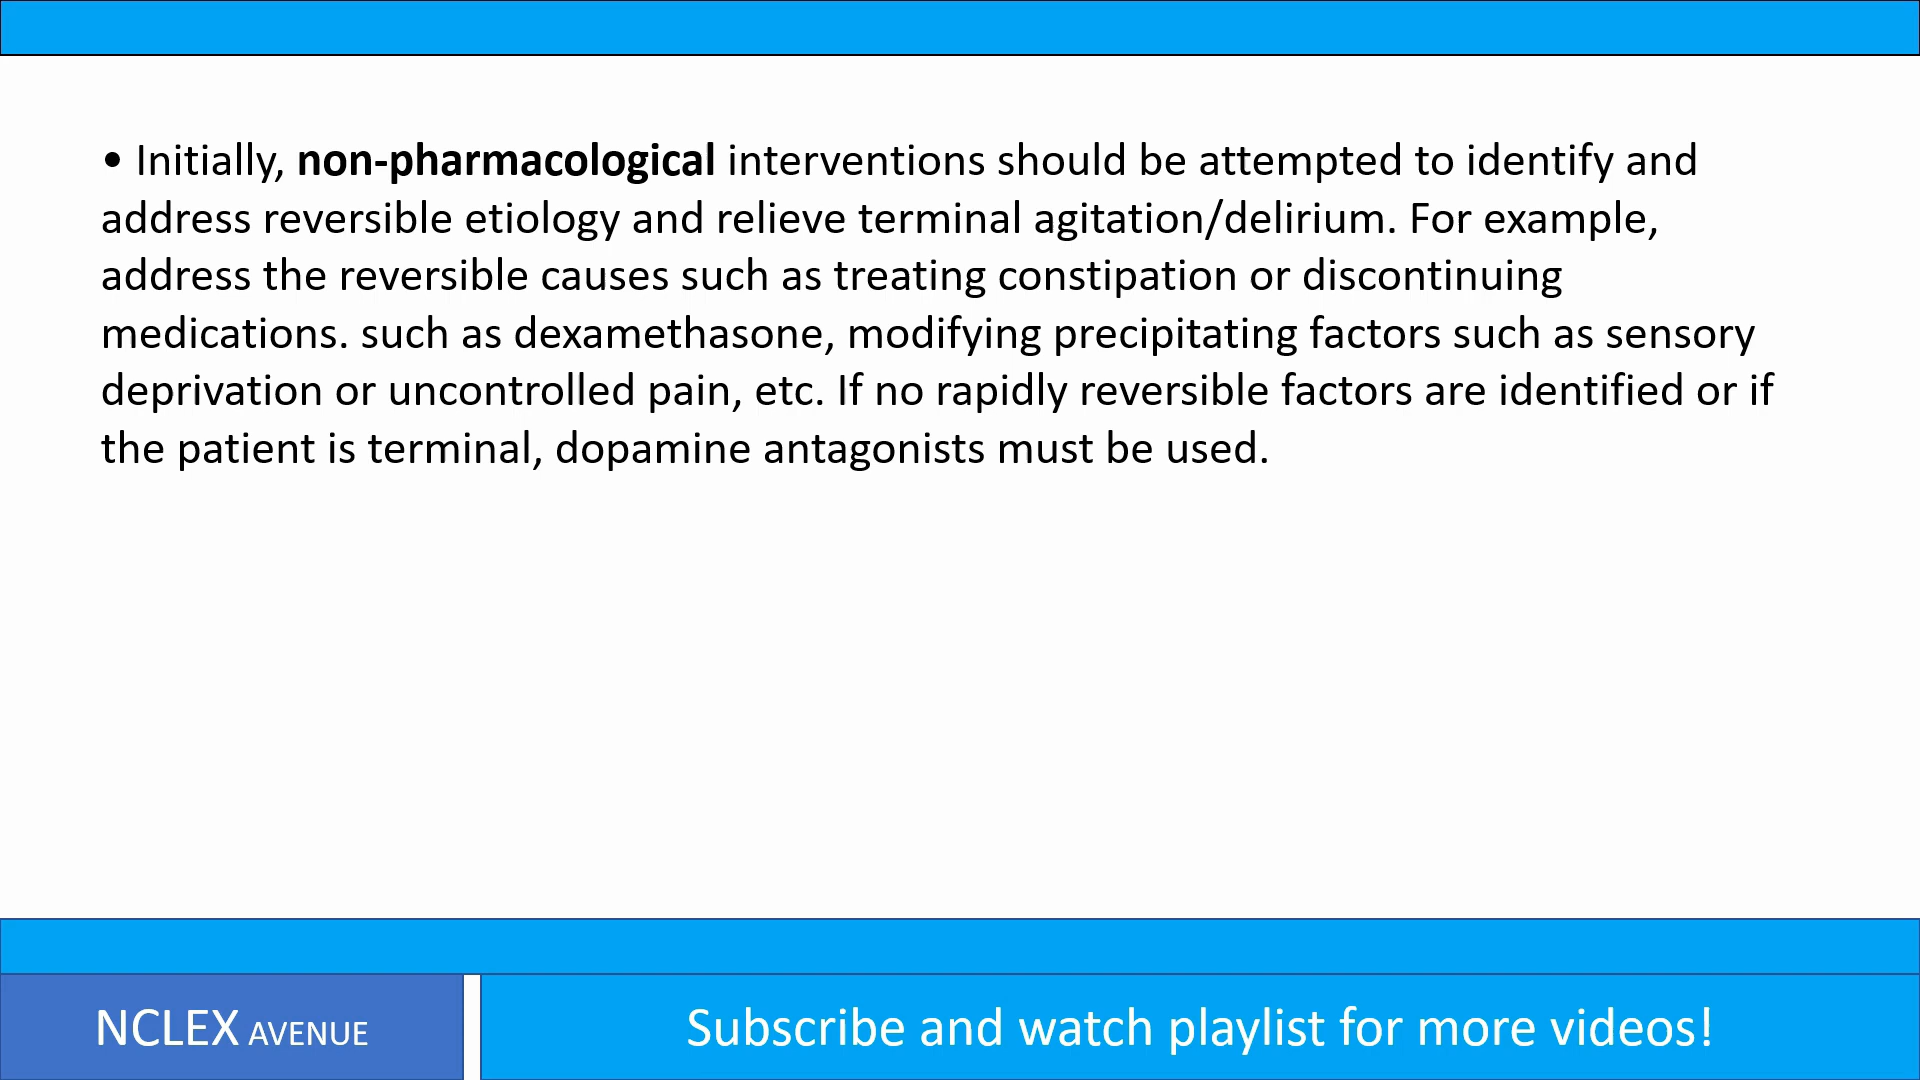 • Initially, non-pharmacological interventions should be attempted to identify and
address reversible etiology and relieve terminal agitation/delirium. For example,
address the reversible causes such as treating constipation or discontinuing
medications. such as dexamethasone, modifying precipitating factors such as sensory
deprivation or uncontrolled pain, etc. If no rapidly reversible factors are identified or if
the patient is terminal, dopamine antagonists must be used.
NCLEX AVENUE
Subscribe and watch playlist for more videos!